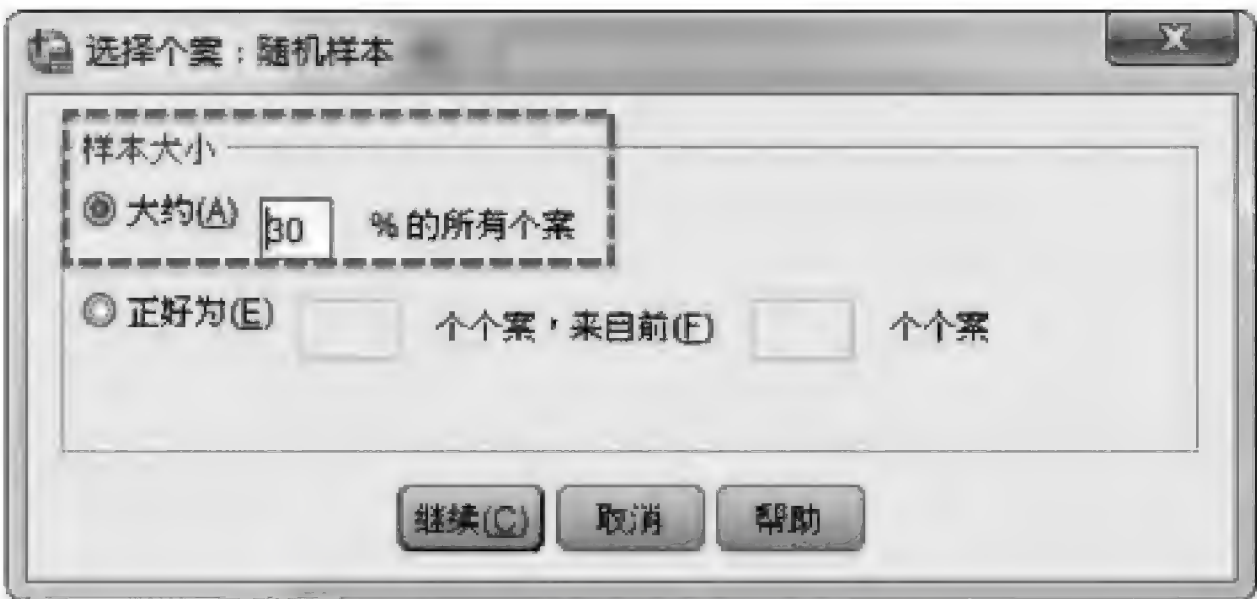 选择个案：随机样本
样本大小
大约(A) 30 % 的所有个案
正好为(E) 个个案，来自前(F) 个个案
继续(C) 取消 帮助